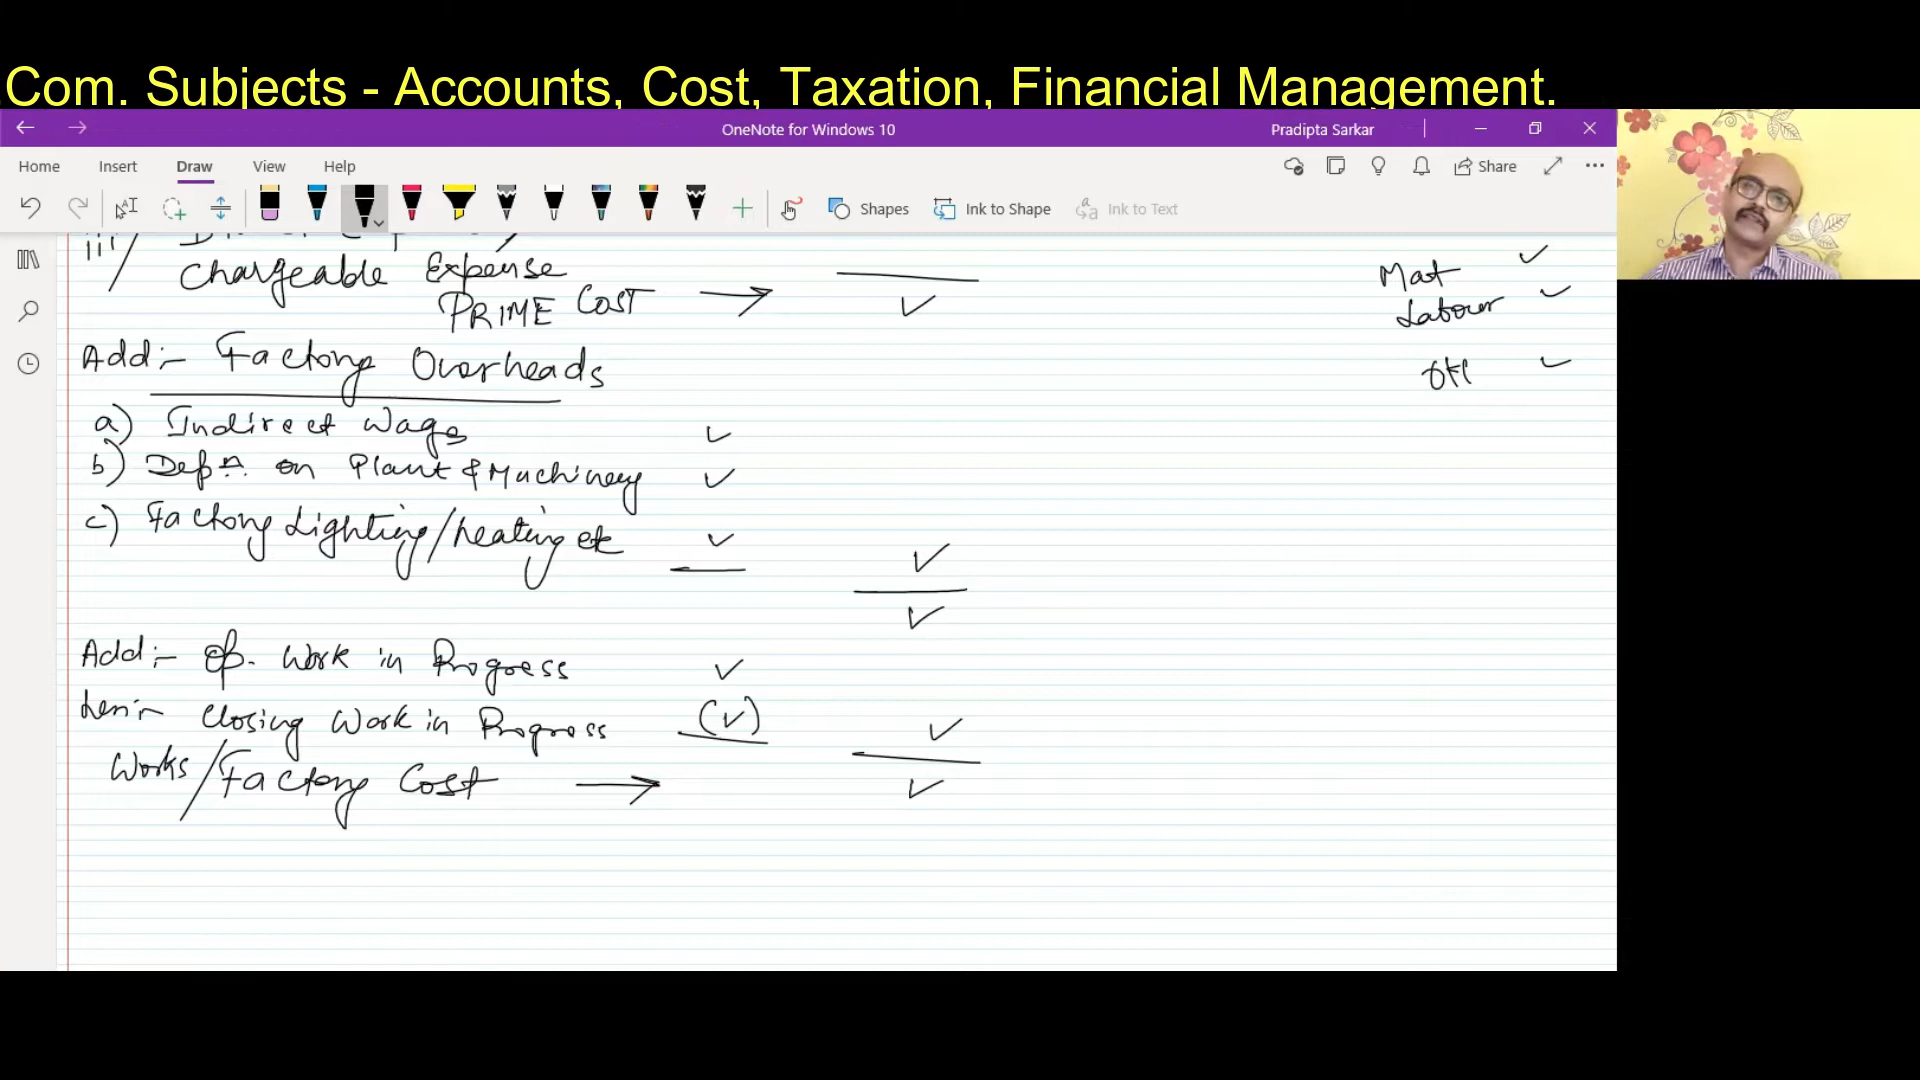 Com. Subjects - Accounts, Cost, Taxation, Financial Management.
OneNote for Windows 10
Pradipta Sarkar
Home Insert Draw View Help
Share
Shapes
Ink to Shape
Ink to Text
iii/
Chargeable Expense
PRIME COST →
Add:- Factory Overheads
a) Indirect Wages
b) Depn. on Plant & Machinery
c) Factory Lighting/heating etc
Add:- Op. Work in Progress
Less:- Closing Work in Progress
Works/Factory Cost →
Mat
Labour